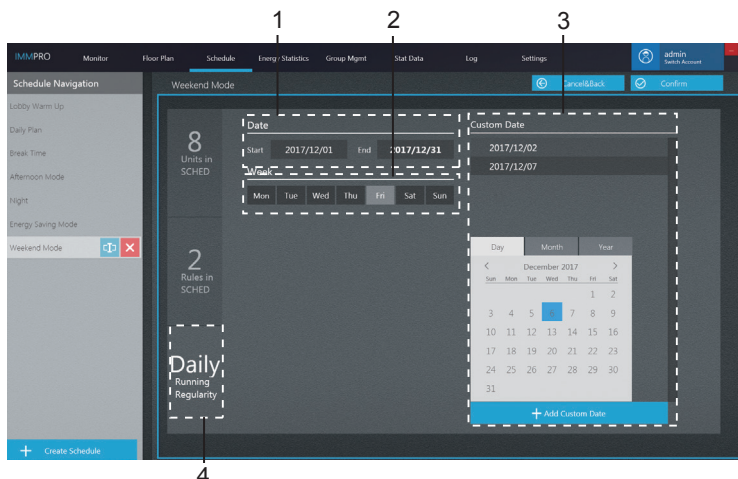 1 2 3
IMMPRO Monitor Floor Plan Schedule Energy Statistics Group Mgmt Stat Data Log Settings admin
Switch Account
Schedule Navigation Weekend Mode Cancel&Back Confirm
Lobby Warm Up
Daily Plan
Break Time
Afternoon Mode
Night
Energy Saving Mode
Weekend Mode
Create Schedule
8
Units in
SCHED
2
Rules in
SCHED
Daily
Running
Regularity
Date
Start 2017/12/01 End 2017/12/31
Week
Mon Tue Wed Thu Fri Sat Sun
Custom Date
2017/12/02
2017/12/07
Day Month Year
< December 2017 >
Sun Mon Tue Wed Thu Fri Sat
1 2
3 4 5 6 7 8 9
10 11 12 13 14 15 16
17 18 19 20 21 22 23
24 25 26 27 28 29 30
31
+ Add Custom Date
4